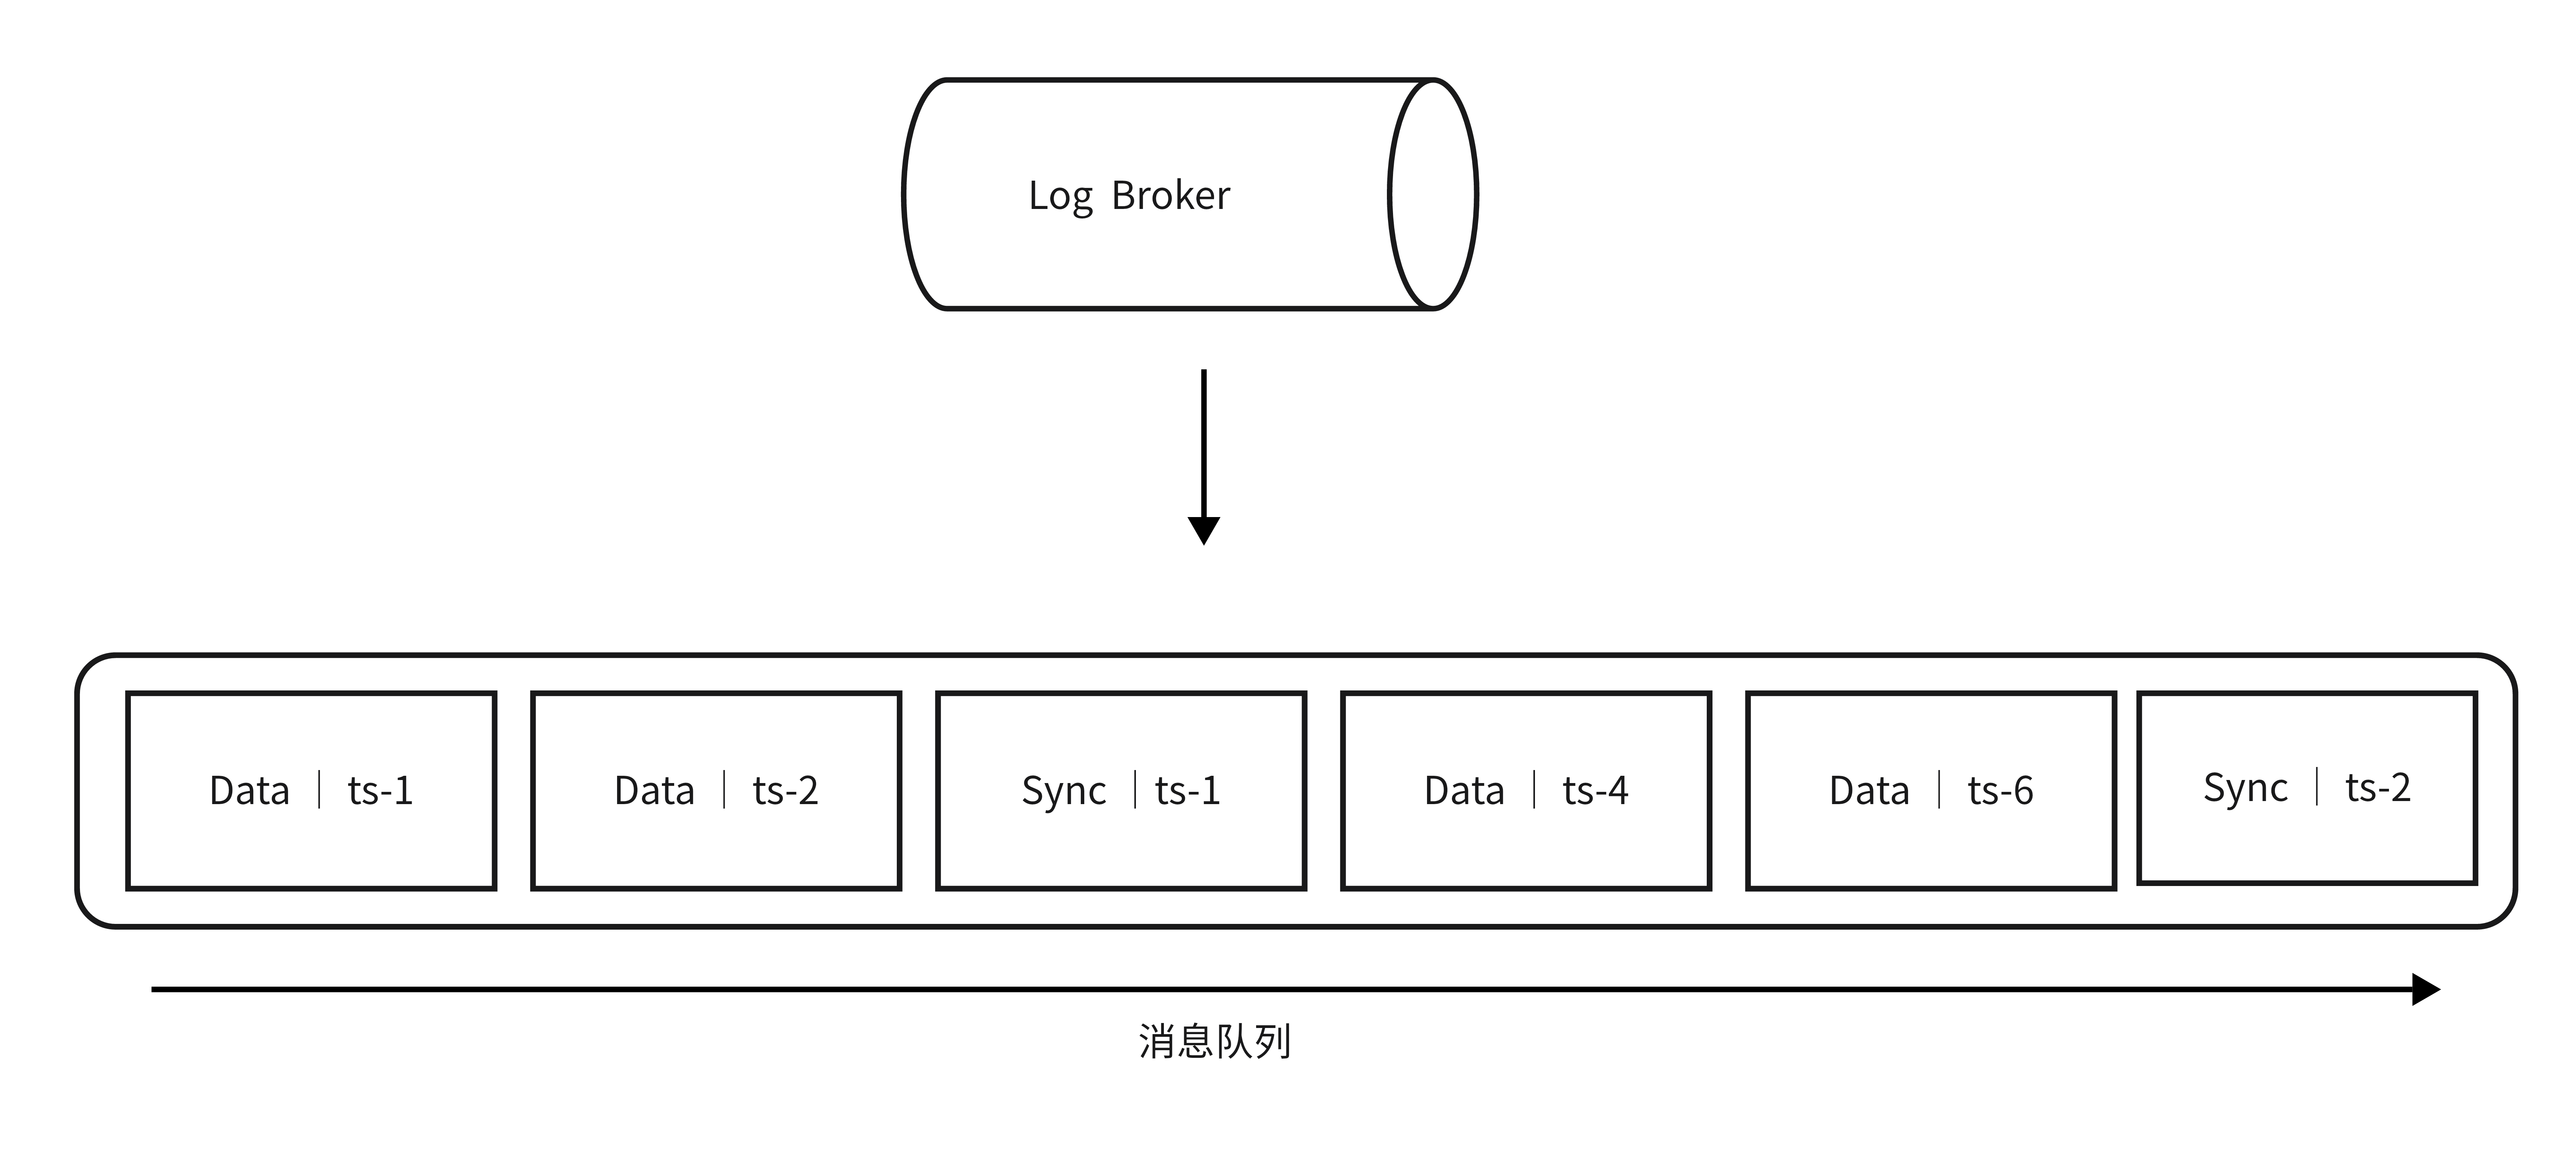 Log Broker
Data | ts-1
Data | ts-2
Sync | ts-1
Data | ts-4
Data | ts-6
Sync | ts-2
消息队列